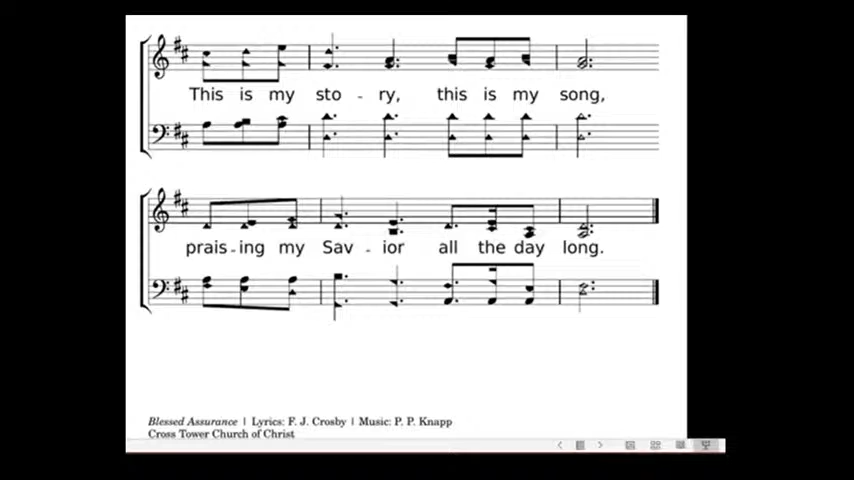 This is my sto - ry, this is my song,
prais - ing my Sav - ior all the day long.
Blessed Assurance | Lyrics: F. J. Crosby | Music: P. P. Knapp
Cross Tower Church of Christ